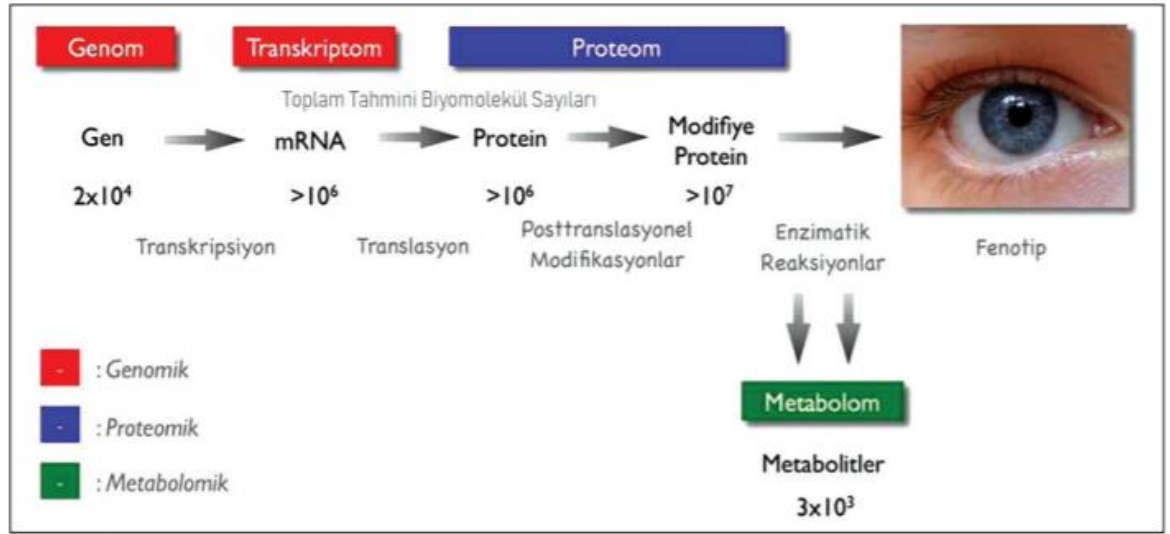 Genom Transkriptom Proteom
Toplam Tahmini Biyomolekül Sayıları
Gen mRNA Protein Modifiye
Protein
2x10⁴ >10⁶ >10⁶ >10⁷
Transkripsiyon Translasyon Posttranslasyonel
Modifikasyonlar
Enzimatik
Reaksiyonlar
Fenotip
- : Genomik
- : Proteomik
- : Metabolomik
Metabolom
Metabolitler
3x10³